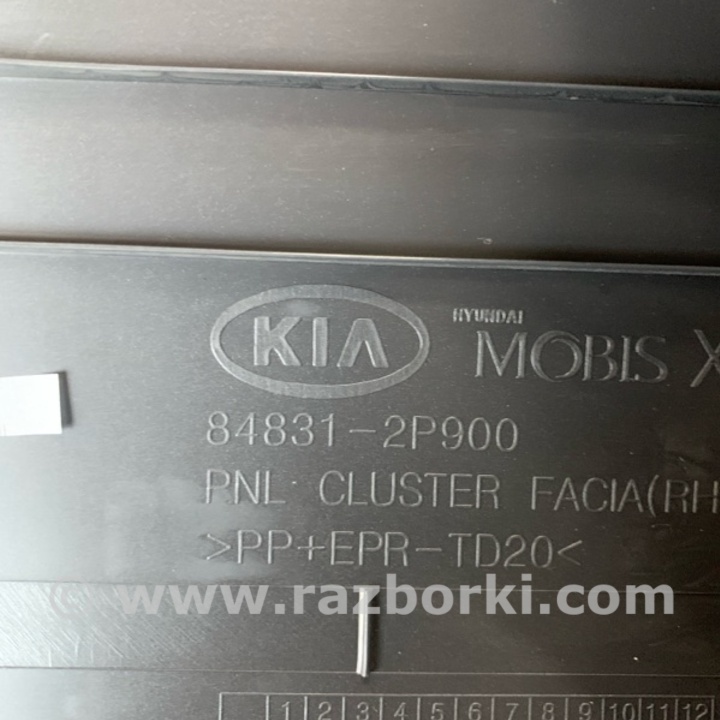 KIA HYUNDAI MOBIS X
84831-2P900
PNL CLUSTER FACIA(RH
>PP+EPR-TD20<
www.razborki.com
1 2 3 4 5 6 7 8 9 10 11 12